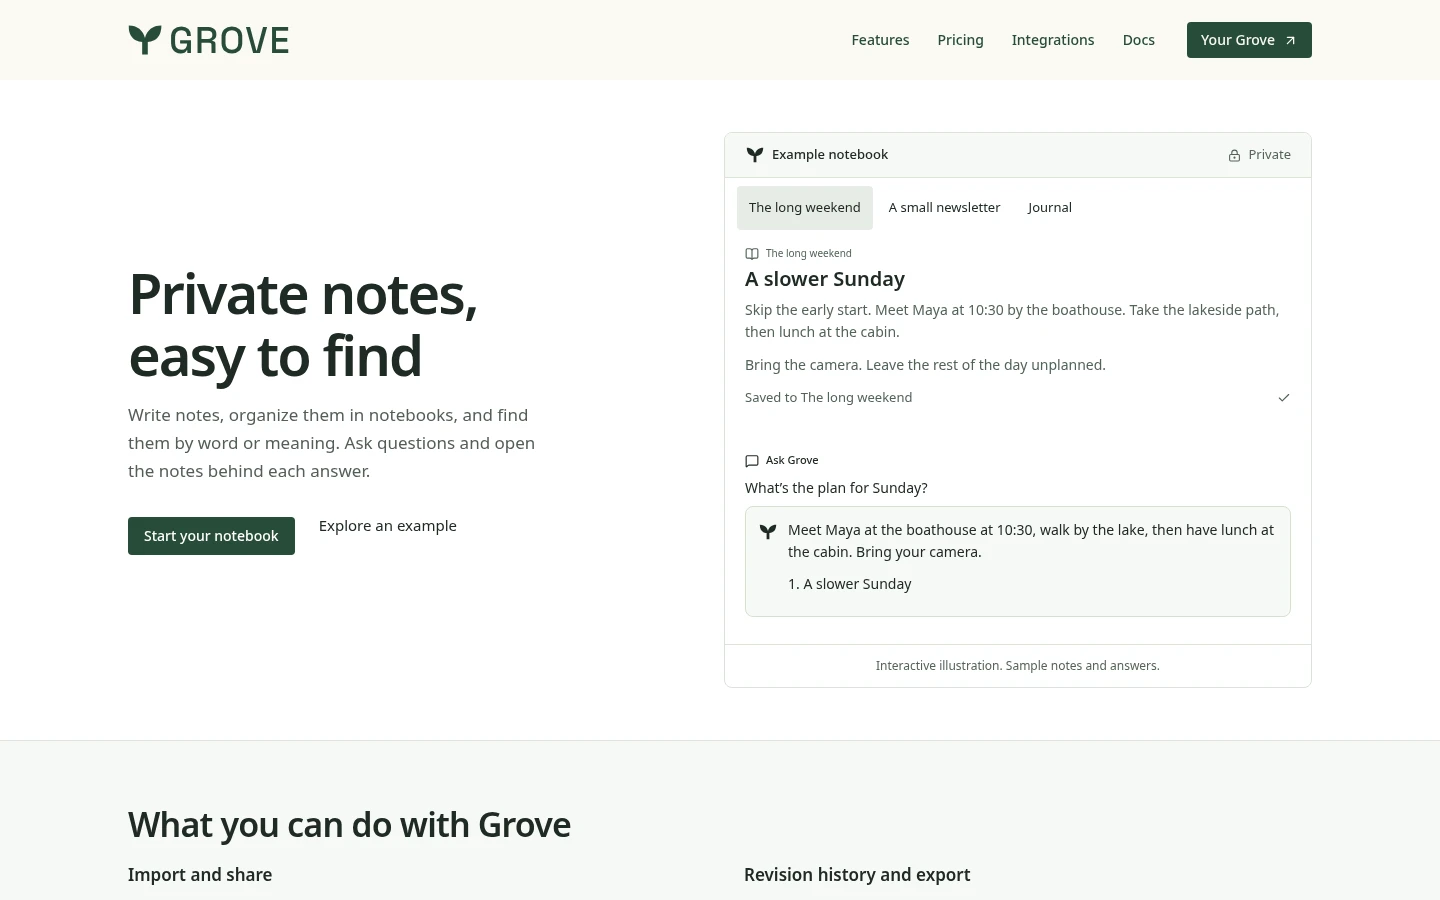 GROVE
Features
Pricing
Integrations
Docs
Your Grove
Private notes,
easy to find
Write notes, organize them in notebooks, and find
them by word or meaning. Ask questions and open
the notes behind each answer.
Start your notebook
Explore an example
Example notebook
Private
The long weekend
A small newsletter
Journal
The long weekend
A slower Sunday
Skip the early start. Meet Maya at 10:30 by the boathouse. Take the lakeside path,
then lunch at the cabin.
Bring the camera. Leave the rest of the day unplanned.
Saved to The long weekend
Ask Grove
What’s the plan for Sunday?
Meet Maya at the boathouse at 10:30, walk by the lake, then have lunch at
the cabin. Bring your camera.
1. A slower Sunday
Interactive illustration. Sample notes and answers.
What you can do with Grove
Import and share
Revision history and export